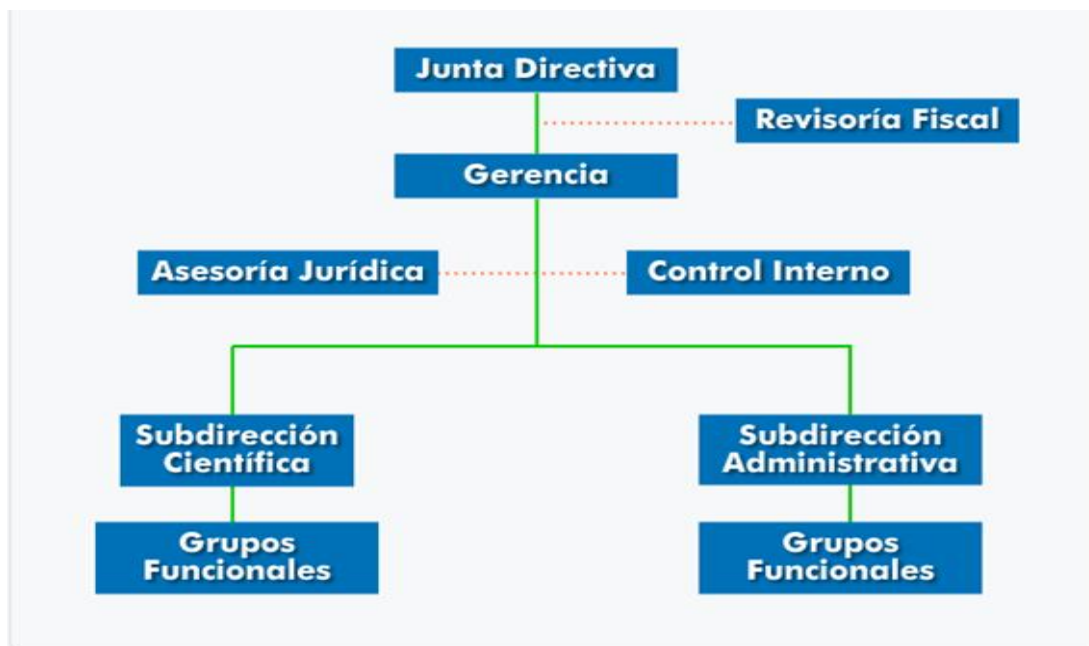 Junta Directiva
Revisoría Fiscal
Gerencia
Asesoría Jurídica
Control Interno
Subdirección
Científica
Subdirección
Administrativa
Grupos
Funcionales
Grupos
Funcionales